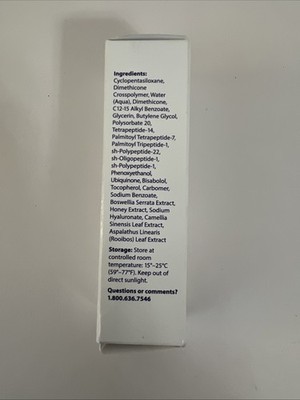 Ingredients:
Cyclopentasiloxane,
Dimethicone
Crosspolymer, Water
(Aqua), Dimethicone,
C12-15 Alkyl Benzoate,
Glycerin, Butylene Glycol,
Polysorbate 20,
Tetrapeptide-14,
Palmitoyl Tetrapeptide-7,
Palmitoyl Tripeptide-1,
sh-Polypeptide-22,
sh-Oligopeptide-1,
sh-Polypeptide-1,
Phenoxyethanol,
Ubiquinone, Bisabolol,
Tocopherol, Carbomer,
Sodium Benzoate,
Boswellia Serrata Extract,
Honey Extract, Sodium
Hyaluronate, Camellia
Sinensis Leaf Extract,
Aspalathus Linearis
(Rooibos) Leaf Extract
Storage: Store at
controlled room
temperature: 15°-25°C
(59°-77°F). Keep out of
direct sunlight.
Questions or comments?
1.800.636.7546